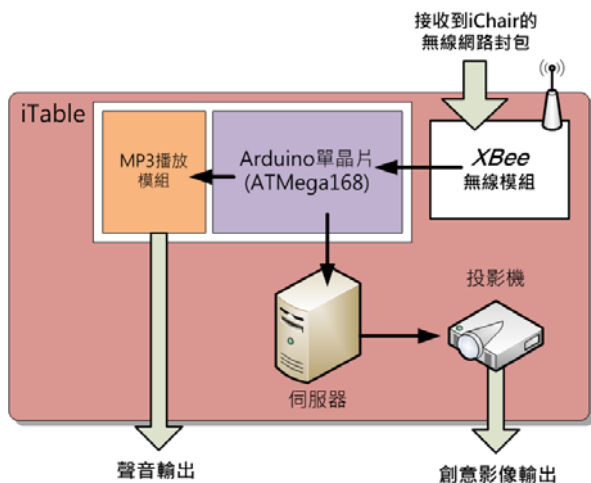 接收到iChair的
無線網路封包
iTable
MP3播放
模組
Arduino單晶片
(ATMega168)
XBee
無線模組
投影機
伺服器
聲音輸出
創意影像輸出